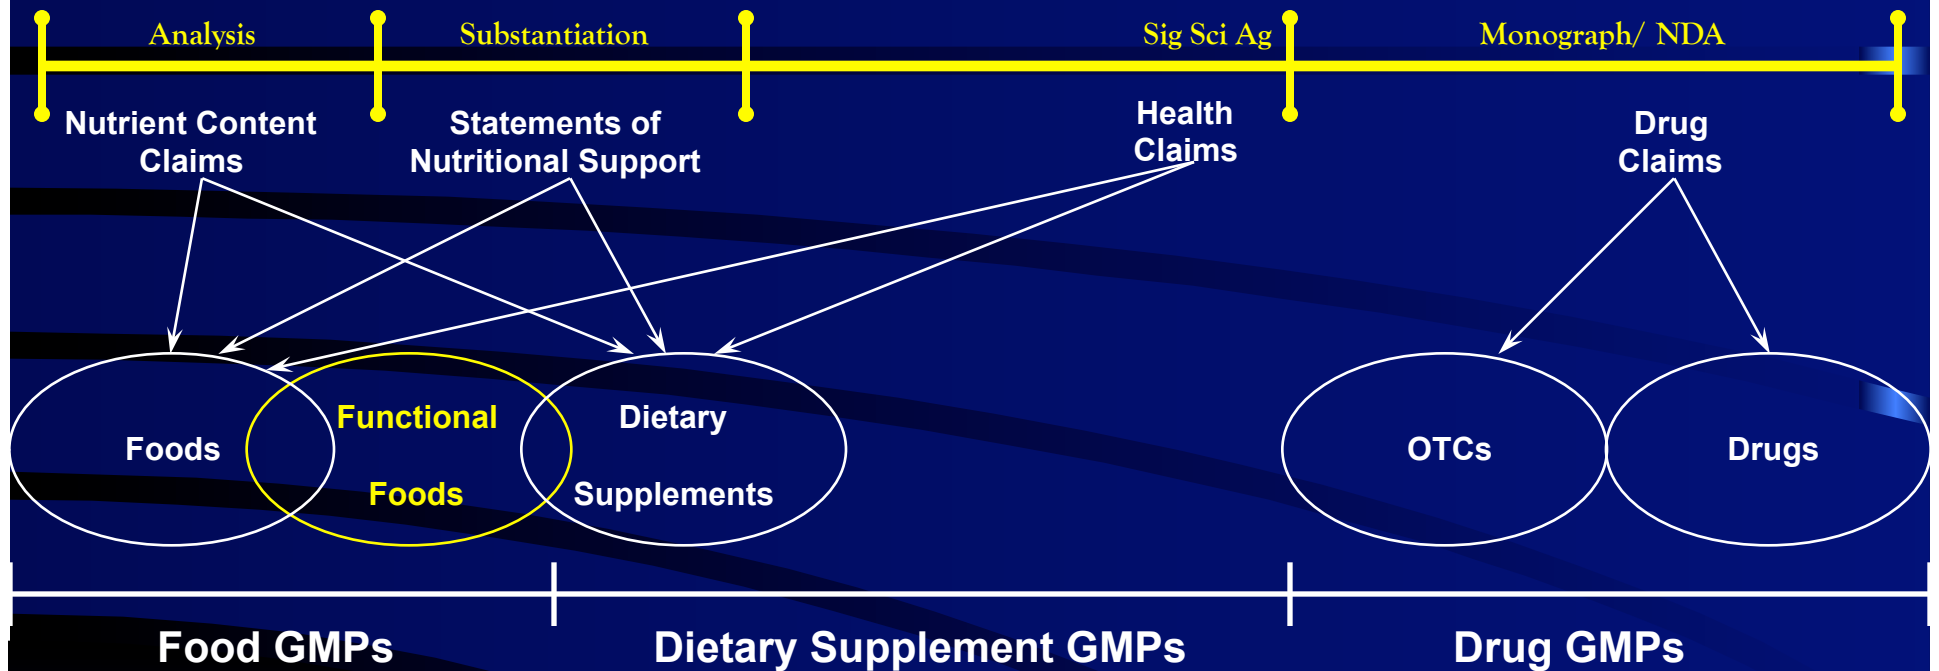 Analysis
Substantiation
Sig Sci Ag
Monograph/ NDA
Nutrient Content
Claims
Statements of
Nutritional Support
Health
Claims
Drug
Claims
Foods
Functional
Foods
Dietary
Supplements
OTCs
Drugs
Food GMPs
Dietary Supplement GMPs
Drug GMPs